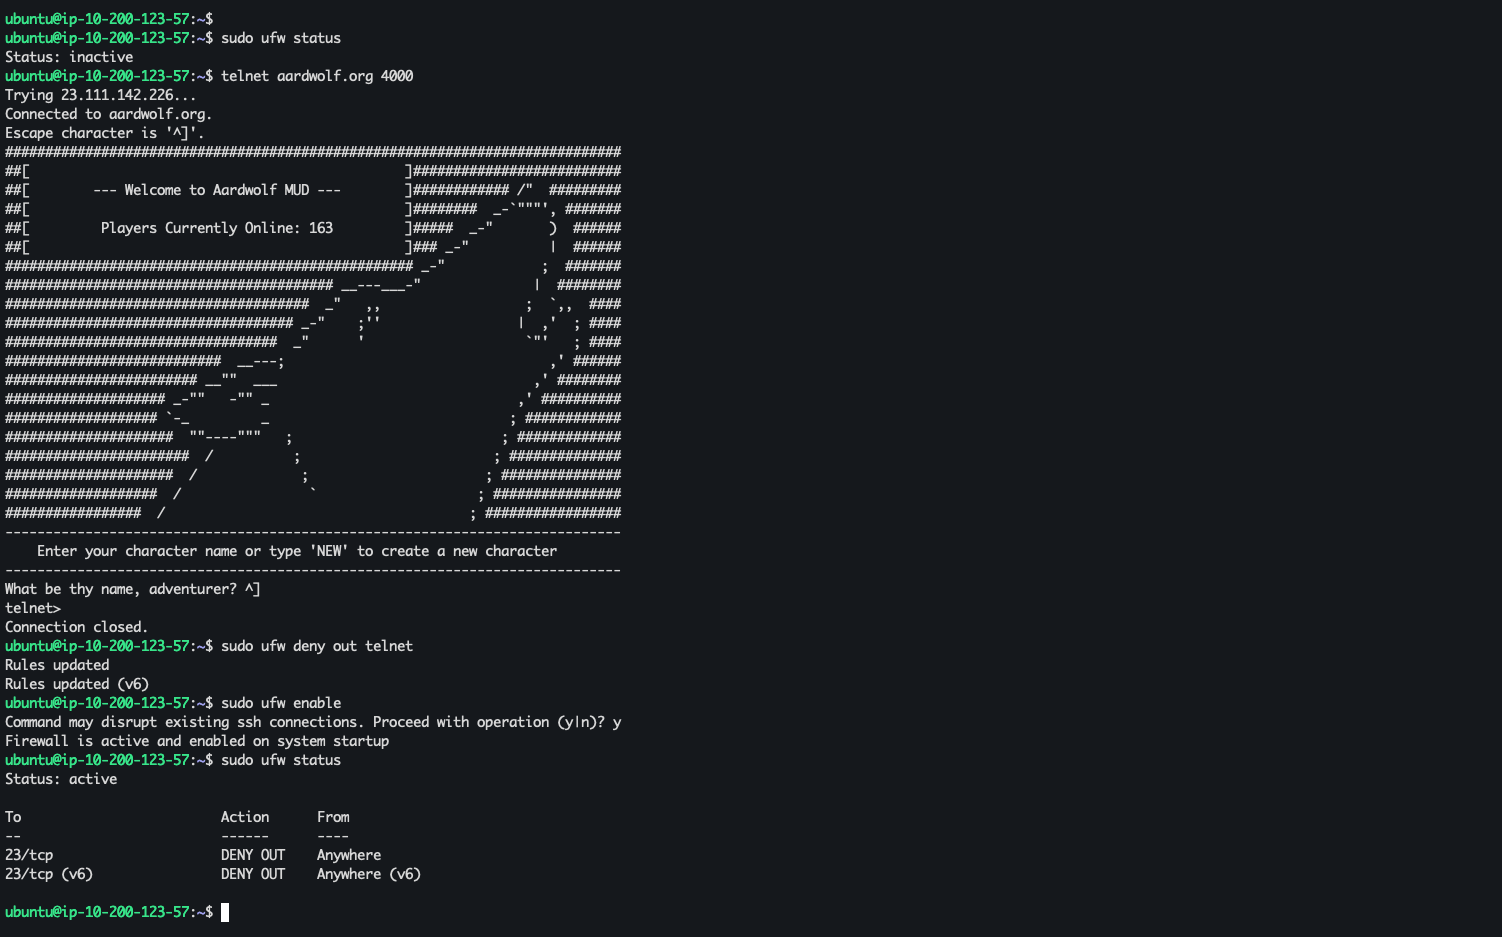 ubuntu@ip-10-200-123-57:~$
ubuntu@ip-10-200-123-57:~$ sudo ufw status
Status: inactive
ubuntu@ip-10-200-123-57:~$ telnet aardwolf.org 4000
Trying 23.111.142.226...
Connected to aardwolf.org.
Escape character is '^]'.
#############################################################################
##[                                               ]##########################
##[        --- Welcome to Aardwolf MUD ---        ]############ /"  #########
##[                                               ]########  _-`"""', #######
##[         Players Currently Online: 163         ]#####  _-"       )  ######
##[                                               ]### _-"          |  ######
################################################### _-"            ;  #######
######################################### __---___-"              |  ########
######################################  _"   ,,                  ;  `,,  ####
#################################### _-"    ;''                 |  ,'  ; ####
##################################  _"      '                    `"'   ; ####
###########################  __---;                                 ,' ######
######################## __""  ___                                ,' ########
#################### _-""   -"" _                               ,' ##########
################### `-_         _                              ; ############
#####################  ""----"""   ;                          ; #############
#######################  /          ;                        ; ##############
#####################  /             ;                      ; ###############
###################  /                `                    ; ################
#################  /                                      ; #################
-----------------------------------------------------------------------------
    Enter your character name or type 'NEW' to create a new character
-----------------------------------------------------------------------------
What be thy name, adventurer? ^]
telnet>
Connection closed.
ubuntu@ip-10-200-123-57:~$ sudo ufw deny out telnet
Rules updated
Rules updated (v6)
ubuntu@ip-10-200-123-57:~$ sudo ufw enable
Command may disrupt existing ssh connections. Proceed with operation (y|n)? y
Firewall is active and enabled on system startup
ubuntu@ip-10-200-123-57:~$ sudo ufw status
Status: active

To                         Action      From
--                         ------      ----
23/tcp                     DENY OUT    Anywhere
23/tcp (v6)                DENY OUT    Anywhere (v6)

ubuntu@ip-10-200-123-57:~$